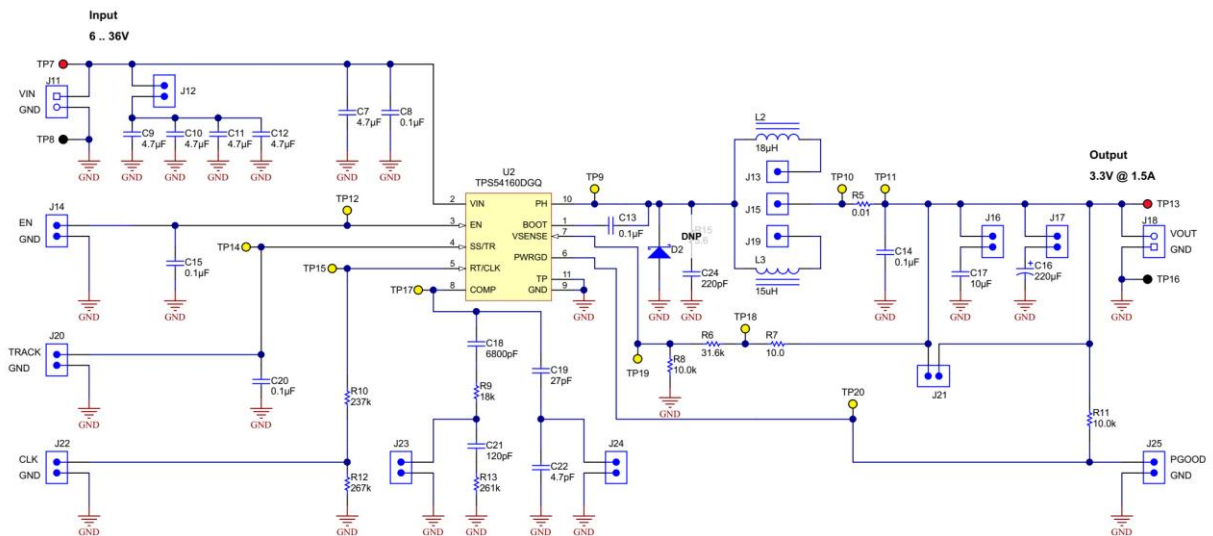 Input
6 .. 36V
TP7
J11
VIN
GND
TP8
J12
C9
4.7µF
C10
4.7µF
C11
4.7µF
C12
4.7µF
C7
4.7µF
C8
0.1µF
GND
GND
GND
GND
GND
GND
GND
U2
TPS54160DGQ
2
VIN
3
EN
4
SS/TR
5
RT/CLK
8
COMP
PH
10
BOOT
1
VSENSE
7
PWRGD
6
TP
11
GND
9
GND
J14
EN
GND
GND
TP12
C15
0.1µF
GND
TP14
TP15
TP17
J20
TRACK
GND
GND
C20
0.1µF
GND
J22
CLK
GND
GND
R10
237k
R12
267k
GND
C18
6800pF
R9
18k
C21
120pF
R13
261k
GND
J23
GND
C19
27pF
C22
4.7pF
GND
J24
GND
TP9
C13
0.1µF
D2
GND
DNP
R15
C24
220pF
GND
L2
18µH
J13
J15
J19
L3
15uH
TP10
R5
0.01
TP11
C14
0.1µF
GND
J16
C17
10µF
GND
J17
C16
220µF
GND
Output
3.3V @ 1.5A
TP13
J18
VOUT
GND
TP16
GND
TP19
R8
10.0k
GND
R6
31.6k
TP18
R7
10.0
J21
TP20
R11
10.0k
J25
PGOOD
GND
GND